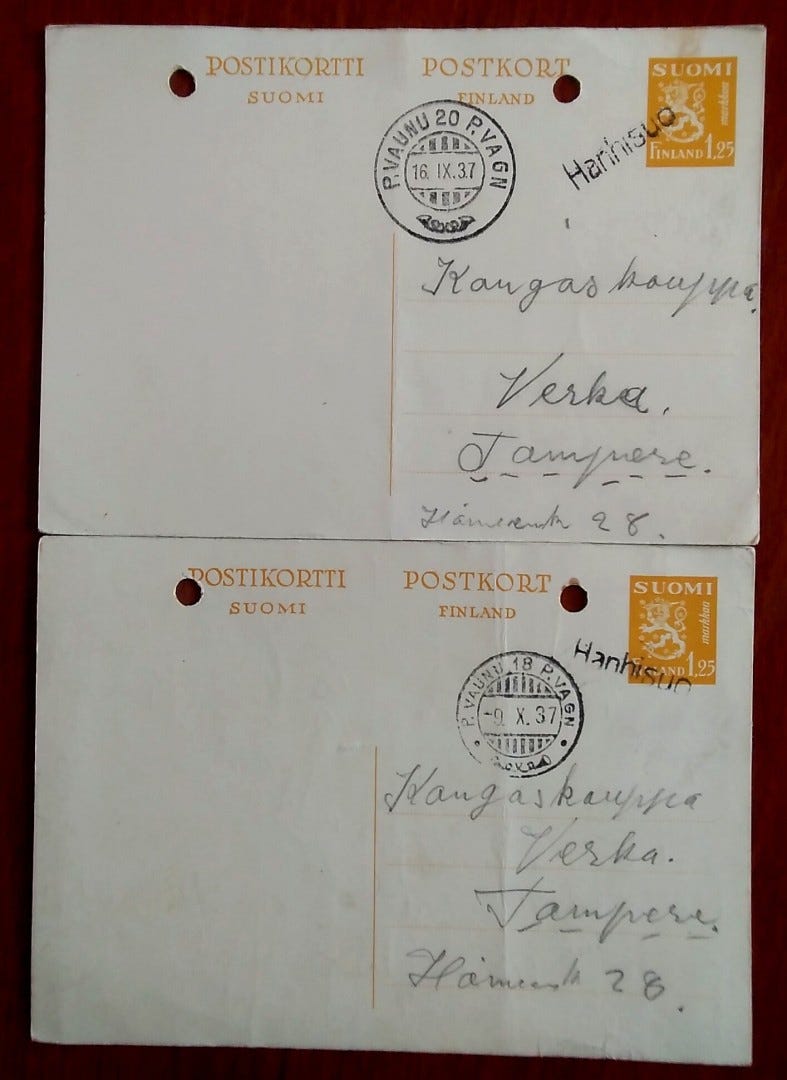 POSTIKORTTI POSTKORT
SUOMI FINLAND
SUOMI
markkaa
FINLAND 1,25
P.VAUNU 20 P.VAGN
16. IX.37
Hanhisuo
Kangaskauppa
Verka.
Tampere.
28.
POSTIKORTTI POSTKORT
SUOMI FINLAND
SUOMI
markkaa
FINLAND 1,25
Hanhisuo
P.VAUNU 18 P.VAGN
-9. X.37
Kangaskauppa
Verka.
Tampere.
28.